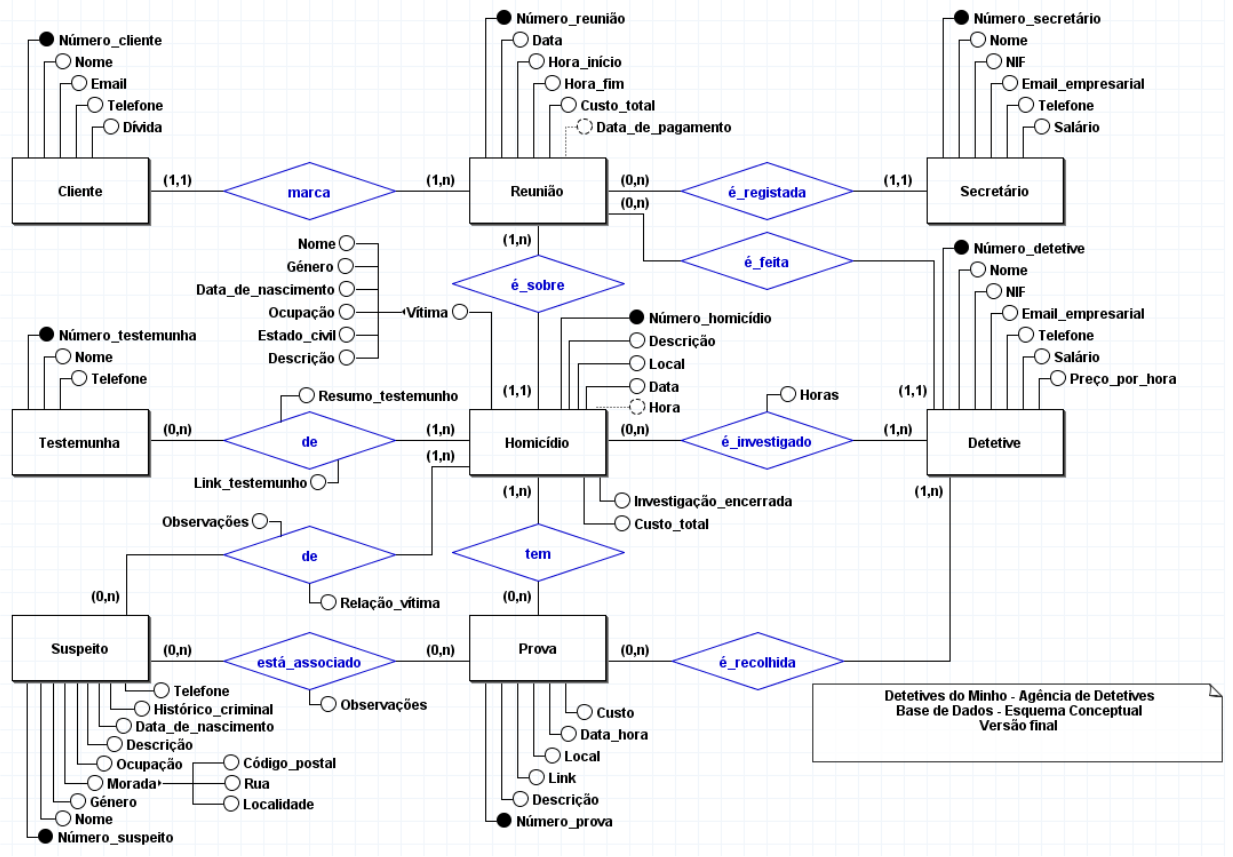 Número_cliente
Nome
Email
Telefone
Dívida
Cliente
(1,1)
marca
(1,n)
Número_reunião
Data
Hora_início
Hora_fim
Custo_total
Data_de_pagamento
Reunião
(0,n)
é_registada
(1,1)
Número_secretário
Nome
NIF
Email_empresarial
Telefone
Salário
Secretário
(0,n)
é_feita
(1,1)
(1,n)
é_sobre
(1,1)
Nome
Género
Data_de_nascimento
Ocupação
Estado_civil
Descrição
Vítima
Número_homicídio
Descrição
Local
Data
Hora
Homicídio
Investigação_encerrada
Custo_total
Número_detetive
Nome
NIF
Email_empresarial
Telefone
Salário
Preço_por_hora
Detetive
(0,n)
é_investigado
Horas
(1,n)
Número_testemunha
Nome
Telefone
Testemunha
(0,n)
Resumo_testemunho
de
Link_testemunho
(1,n)
(1,n)
Observações
de
Relação_vítima
(0,n)
(1,n)
tem
(0,n)
(1,n)
Suspeito
(0,n)
está_associado
Observações
(0,n)
Prova
(0,n)
é_recolhida
Telefone
Histórico_criminal
Data_de_nascimento
Descrição
Ocupação
Morada
Código_postal
Rua
Localidade
Género
Nome
Número_suspeito
Custo
Data_hora
Local
Link
Descrição
Número_prova
Detetives do Minho - Agência de Detetives
Base de Dados - Esquema Conceptual
Versão final